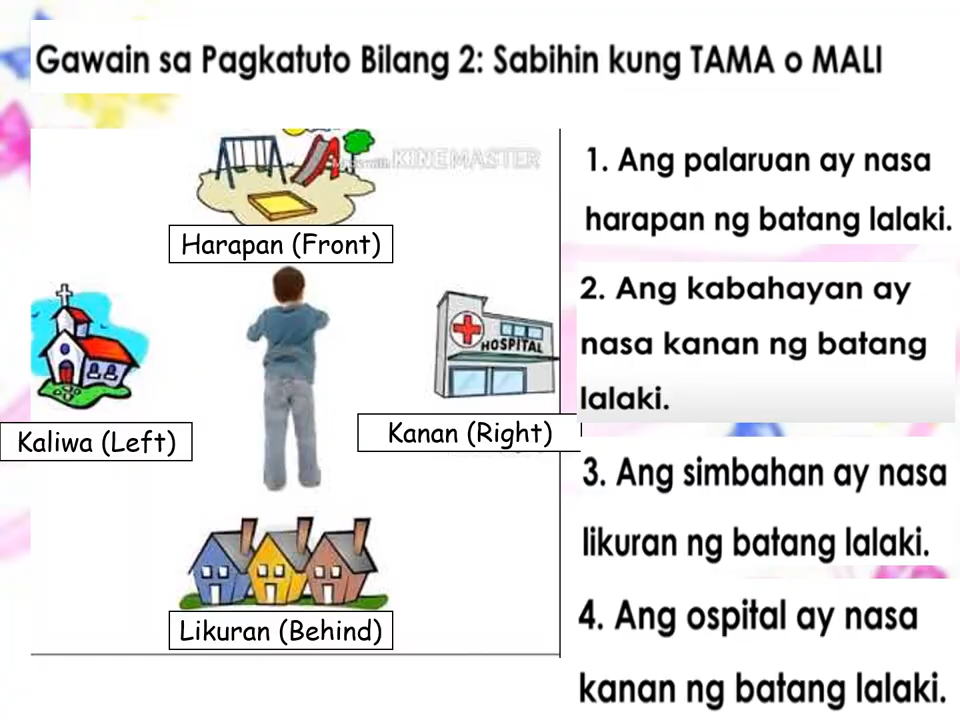 Gawain sa Pagkatuto Bilang 2: Sabihin kung TAMA o MALI
KINEMASTER
Harapan (Front)
HOSPITAL
Kaliwa (Left)
Kanan (Right)
Likuran (Behind)
1. Ang palaruan ay nasa
harapan ng batang lalaki.
2. Ang kabahayan ay
nasa kanan ng batang
lalaki.
3. Ang simbahan ay nasa
likuran ng batang lalaki.
4. Ang ospital ay nasa
kanan ng batang lalaki.